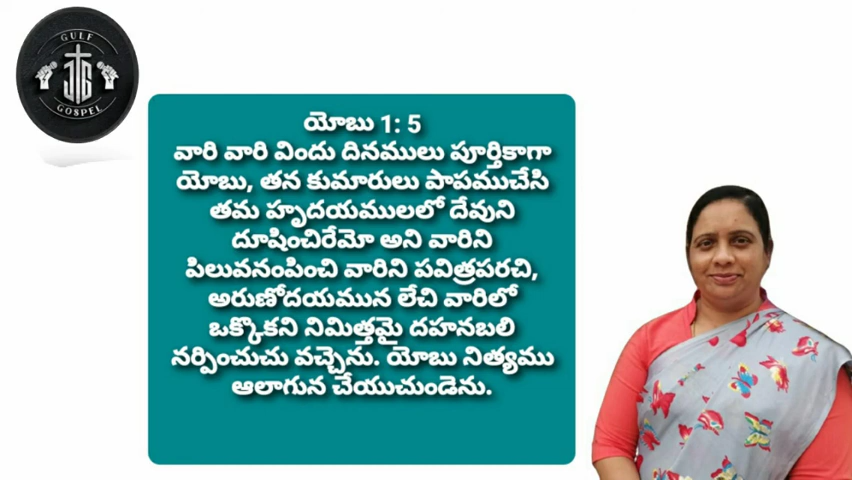 GULF
JG
GOSPEL
యోబు 1: 5
వారి వారి విందు దినములు పూర్తికాగా
యోబు, తన కుమారులు పాపముచేసి
తమ హృదయములలో దేవుని
దూషించిరేమో అని వారిని
పిలువనంపించి వారిని పవిత్రపరచి,
అరుణోదయమున లేచి వారిలో
ఒక్కొకని నిమిత్తమై దహనబలి
నర్పించుచు వచ్చెను. యోబు నిత్యము
ఆలాగున చేయుచుండెను.